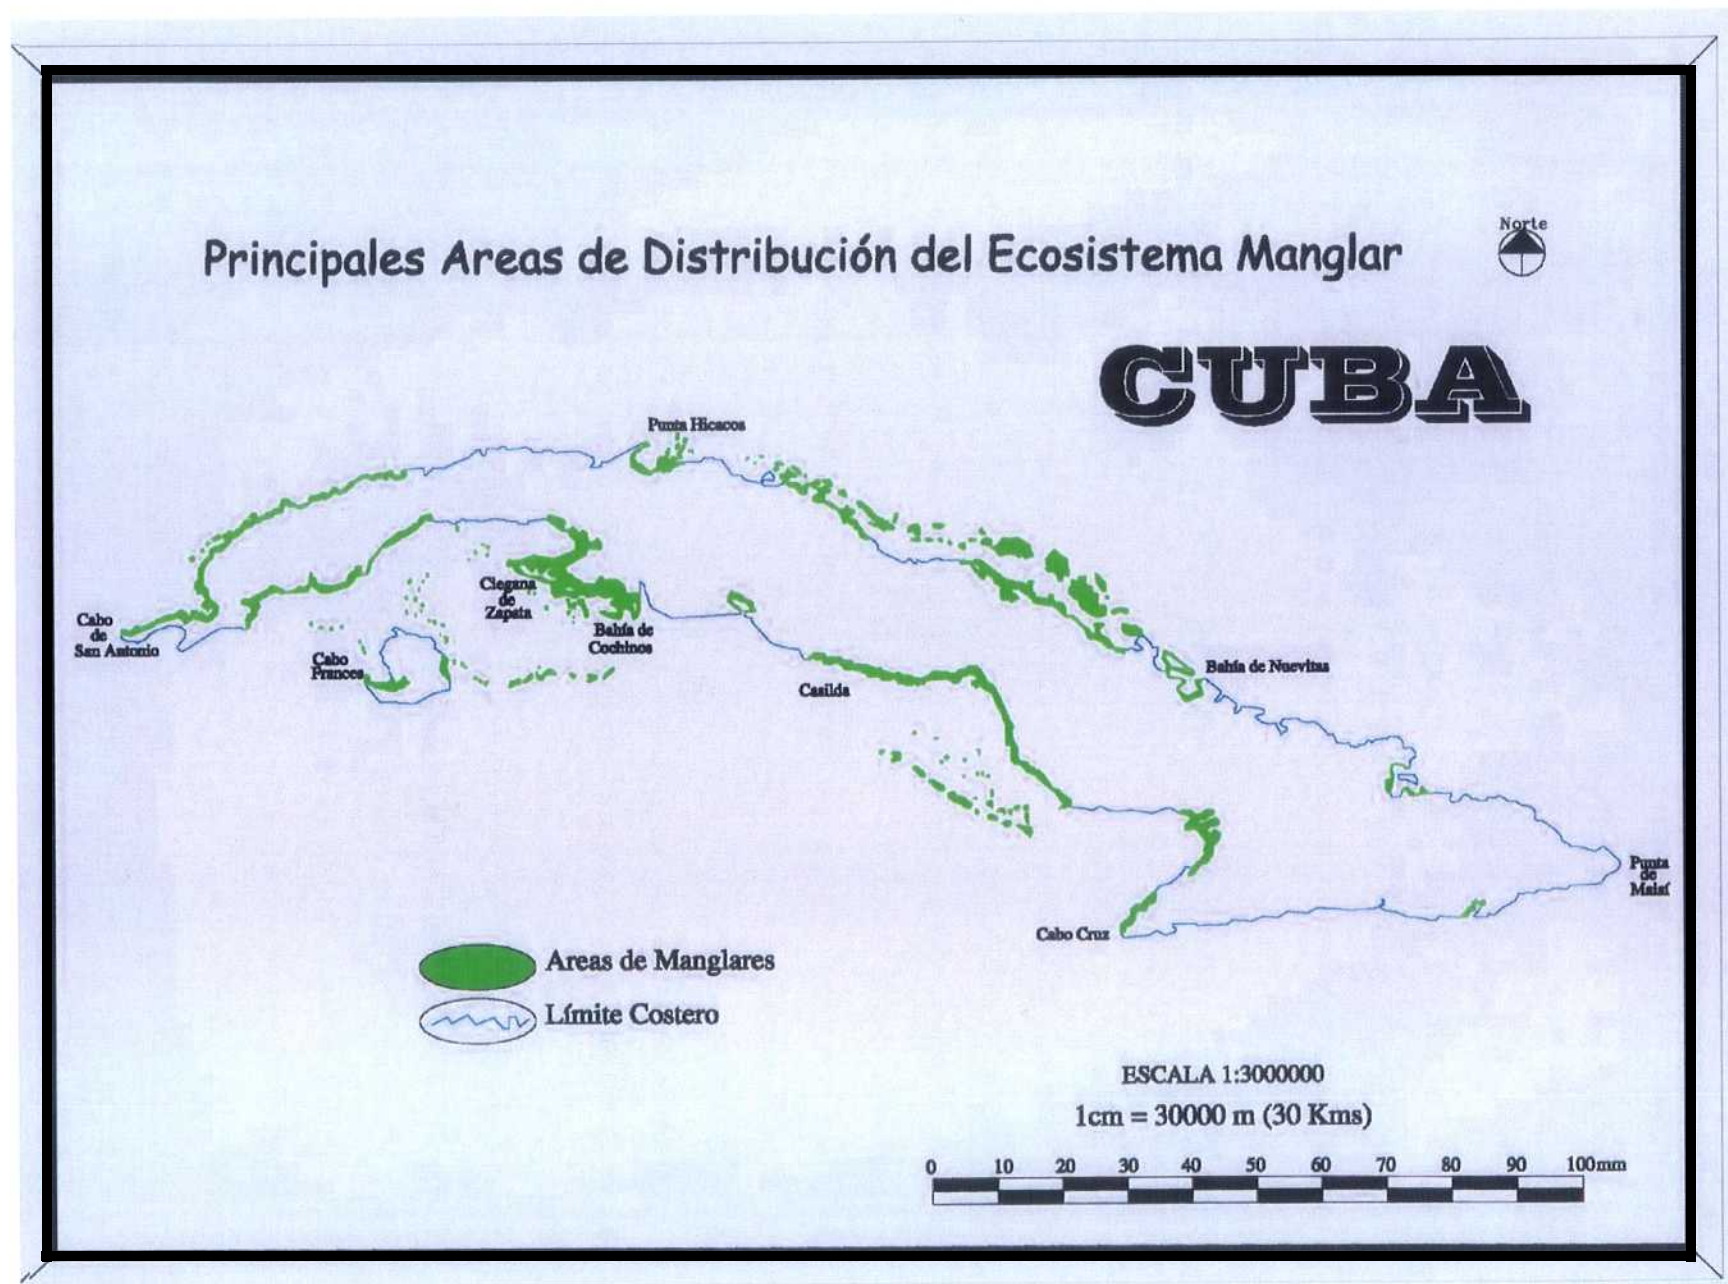 Norte
Principales Areas de Distribución del Ecosistema Manglar
CUBA
Punta Hicacos
Ciegana
de
Zapata
Cabo
de
San Antonio
Bahía de
Cochinos
Cabo
Frances
Bahía de Nuevitas
Casilda
Punta
de
Maisí
Cabo Cruz
Areas de Manglares
Límite Costero
ESCALA 1:3000000
1cm = 30000 m (30 Kms)
0 10 20 30 40 50 60 70 80 90 100mm